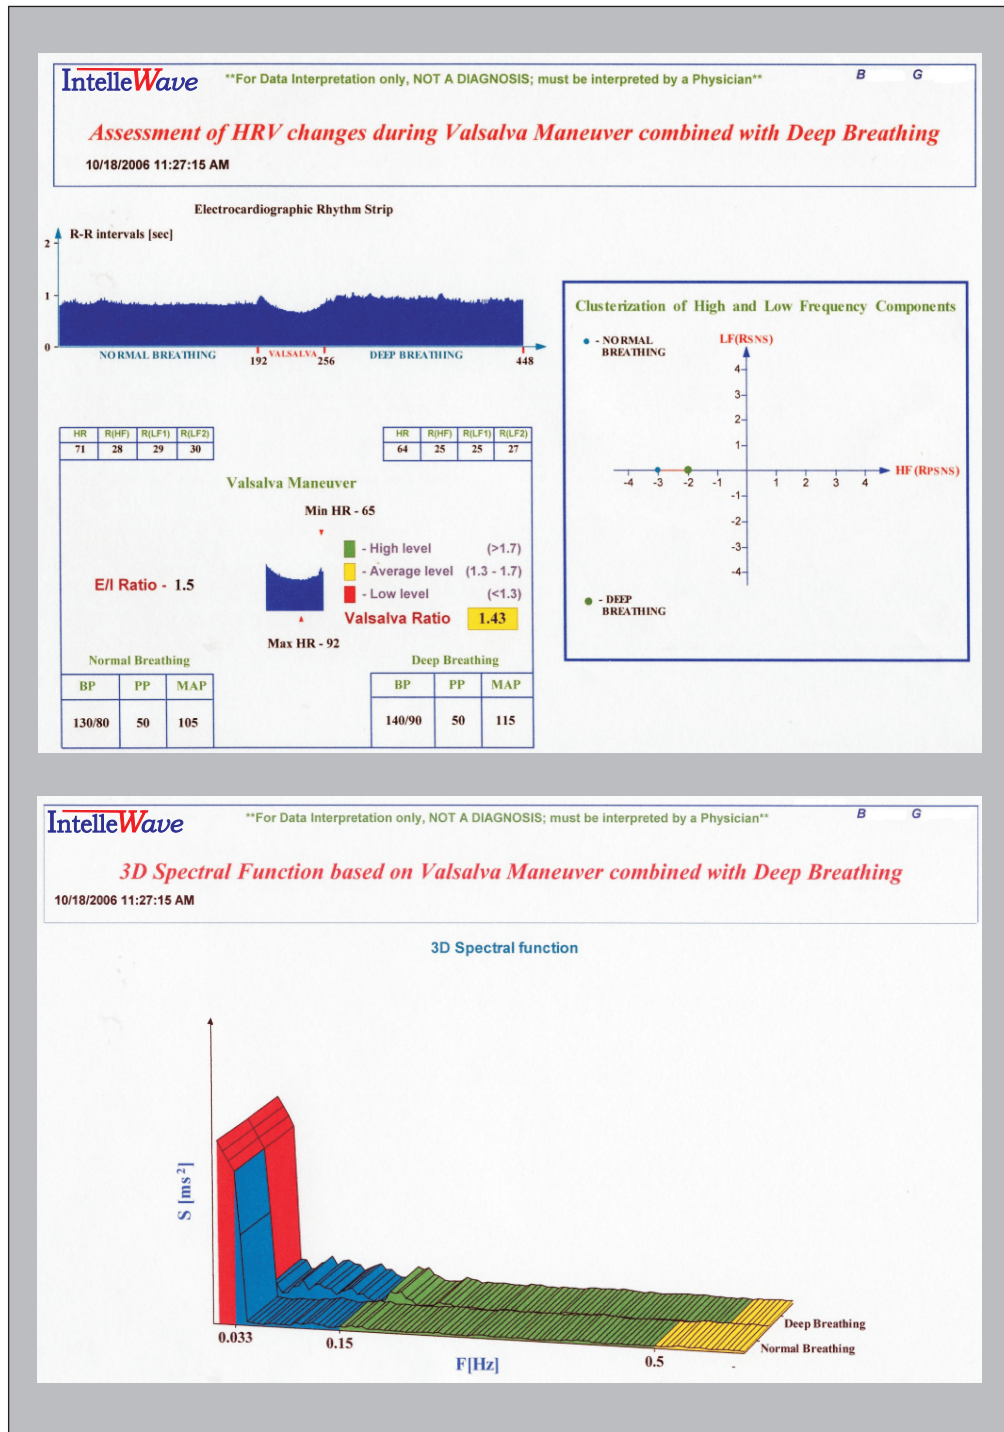 IntelleWave
**For Data Interpretation only, NOT A DIAGNOSIS; must be interpreted by a Physician**
B G
Assessment of HRV changes during Valsalva Maneuver combined with Deep Breathing
10/18/2006 11:27:15 AM
Electrocardiographic Rhythm Strip
R-R intervals [sec]
2
1
0
NORMAL BREATHING
192
VALSALVA
256
DEEP BREATHING
448
HR R(HF) R(LF1) R(LF2)
71 28 29 30
HR R(HF) R(LF1) R(LF2)
64 25 25 27
Valsalva Maneuver
Min HR - 65
- High level (>1.7)
- Average level (1.3 - 1.7)
- Low level (<1.3)
E/I Ratio - 1.5
Valsalva Ratio 1.43
Max HR - 92
Normal Breathing
BP PP MAP
130/80 50 105
Deep Breathing
BP PP MAP
140/90 50 115
Clusterization of High and Low Frequency Components
- NORMAL
BREATHING
LF(RSNS)
4
3
2
1
-4 -3 -2 -1 1 2 3 4
HF(RPSNS)
-1
-2
-3
-4
- DEEP
BREATHING
IntelleWave
**For Data Interpretation only, NOT A DIAGNOSIS; must be interpreted by a Physician**
B G
3D Spectral Function based on Valsalva Maneuver combined with Deep Breathing
10/18/2006 11:27:15 AM
3D Spectral function
S [ms²]
0.033
0.15
0.5
F[Hz]
Deep Breathing
Normal Breathing